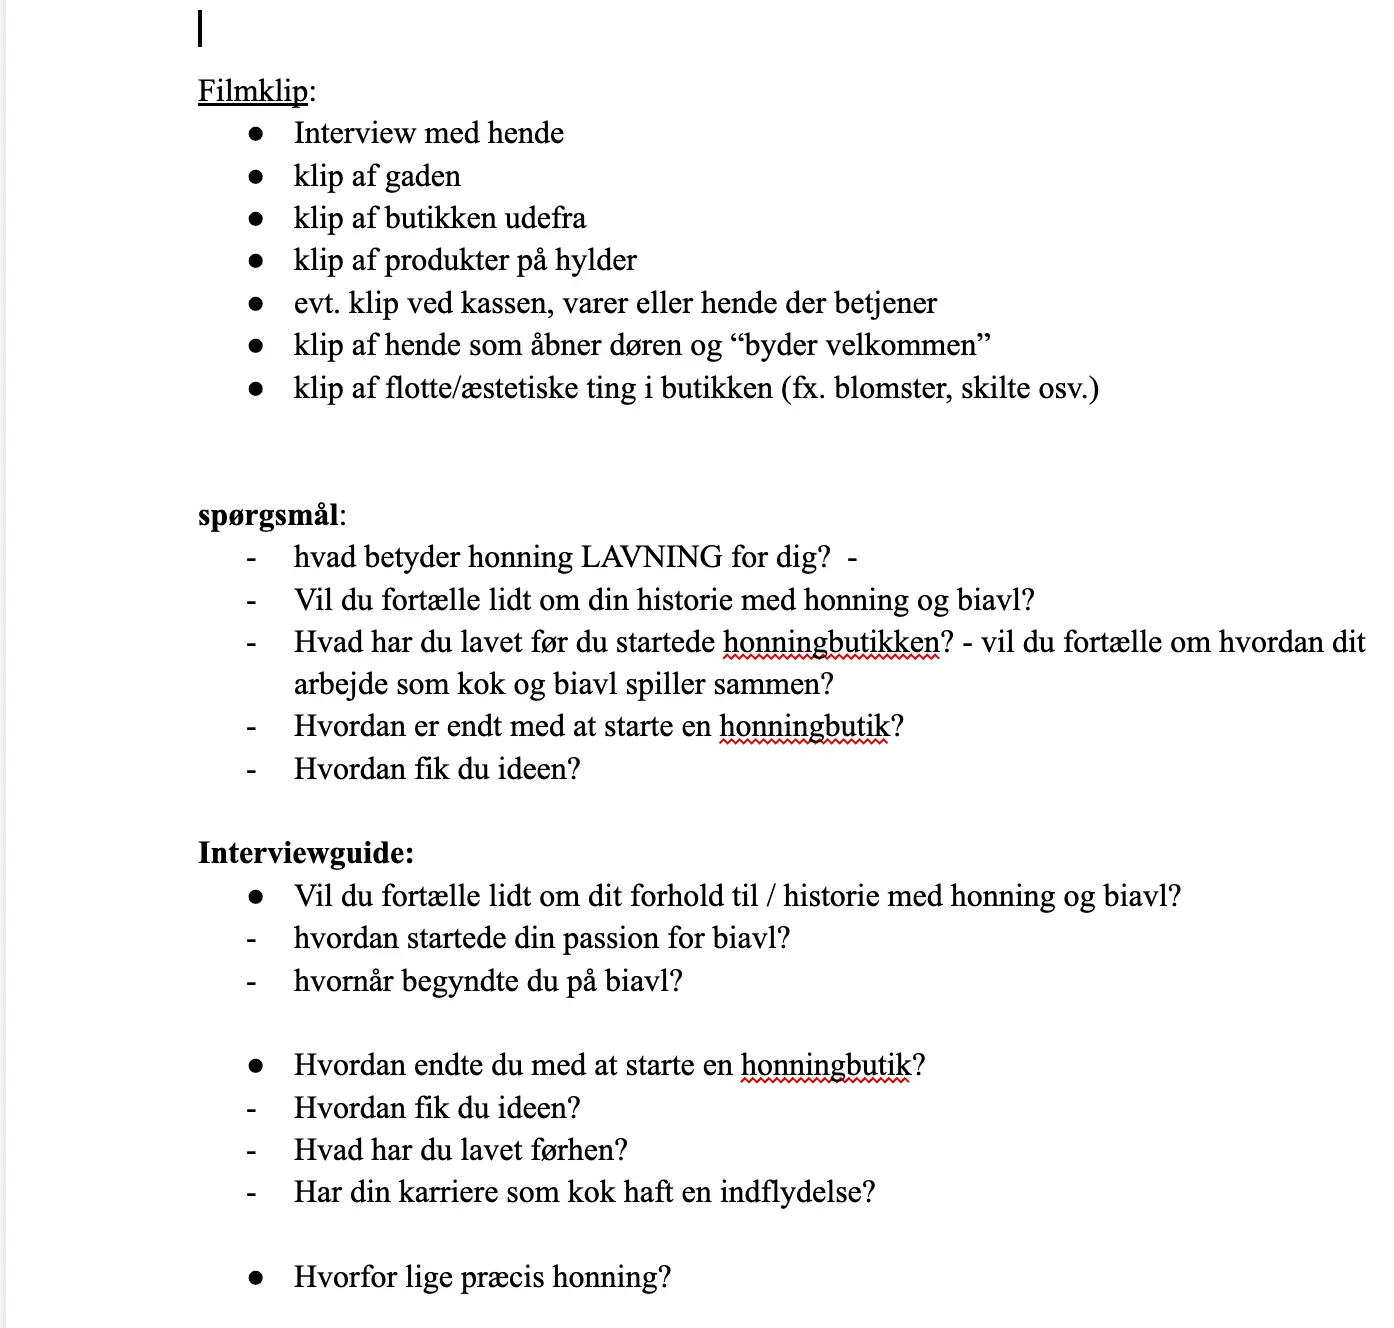 Filmklip:
● Interview med hende
● klip af gaden
● klip af butikken udefra
● klip af produkter på hylder
● evt. klip ved kassen, varer eller hende der betjener
● klip af hende som åbner døren og “byder velkommen”
● klip af flotte/æstetiske ting i butikken (fx. blomster, skilte osv.)
spørgsmål:
- hvad betyder honning LAVNING for dig? -
- Vil du fortælle lidt om din historie med honning og biavl?
- Hvad har du lavet før du startede honningbutikken? - vil du fortælle om hvordan dit
arbejde som kok og biavl spiller sammen?
- Hvordan er endt med at starte en honningbutik?
- Hvordan fik du ideen?
Interviewguide:
● Vil du fortælle lidt om dit forhold til / historie med honning og biavl?
- hvordan startede din passion for biavl?
- hvornår begyndte du på biavl?
● Hvordan endte du med at starte en honningbutik?
- Hvordan fik du ideen?
- Hvad har du lavet førhen?
- Har din karriere som kok haft en indflydelse?
● Hvorfor lige præcis honning?